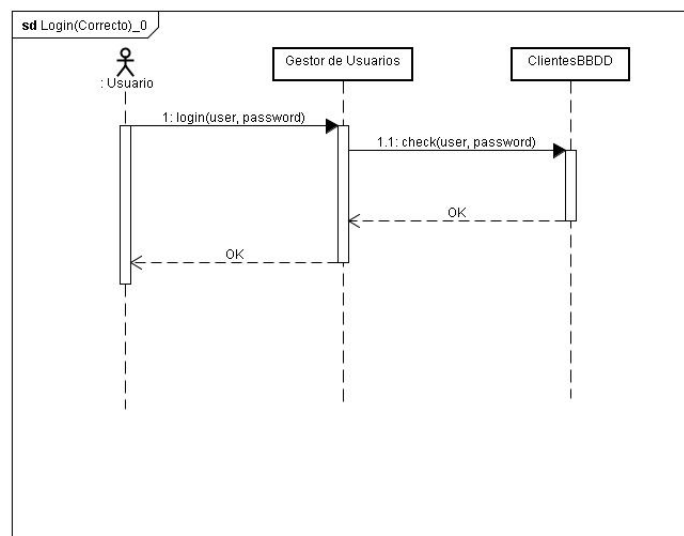 sd Login(Correcto)_0
: Usuario
Gestor de Usuarios
ClientesBBDD
1: login(user, password)
1.1: check(user, password)
OK
OK